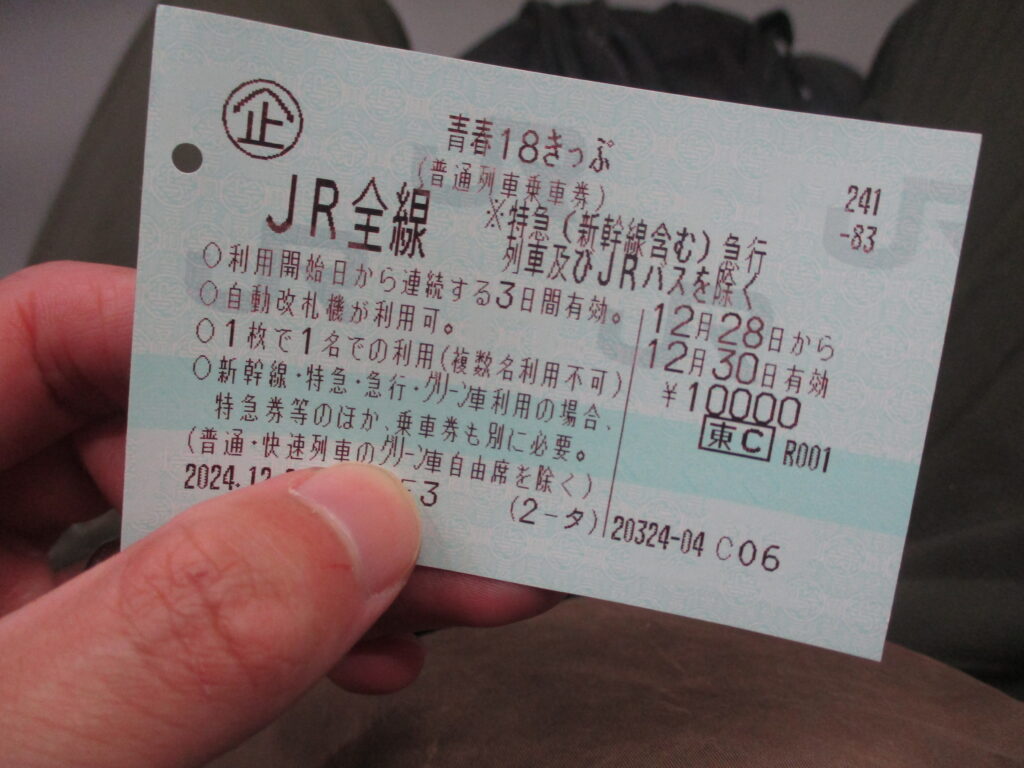 企
青春18きっぷ
(普通列車乗車券)
241
-83
JR全線
※特急(新幹線含む)急行
列車及びJRバスを除く
○利用開始日から連続する3日間有効。
○自動改札機が利用可。
○1枚で1名での利用(複数名利用不可)
○新幹線・特急・急行・グリーン車利用の場合、
特急券等のほか、乗車券も別に必要。
(普通・快速列車のグリーン車自由席を除く)
12月28日から
12月30日有効
¥10000
東C R001
2024.12. 3
(2-タ)
20324-04 C06